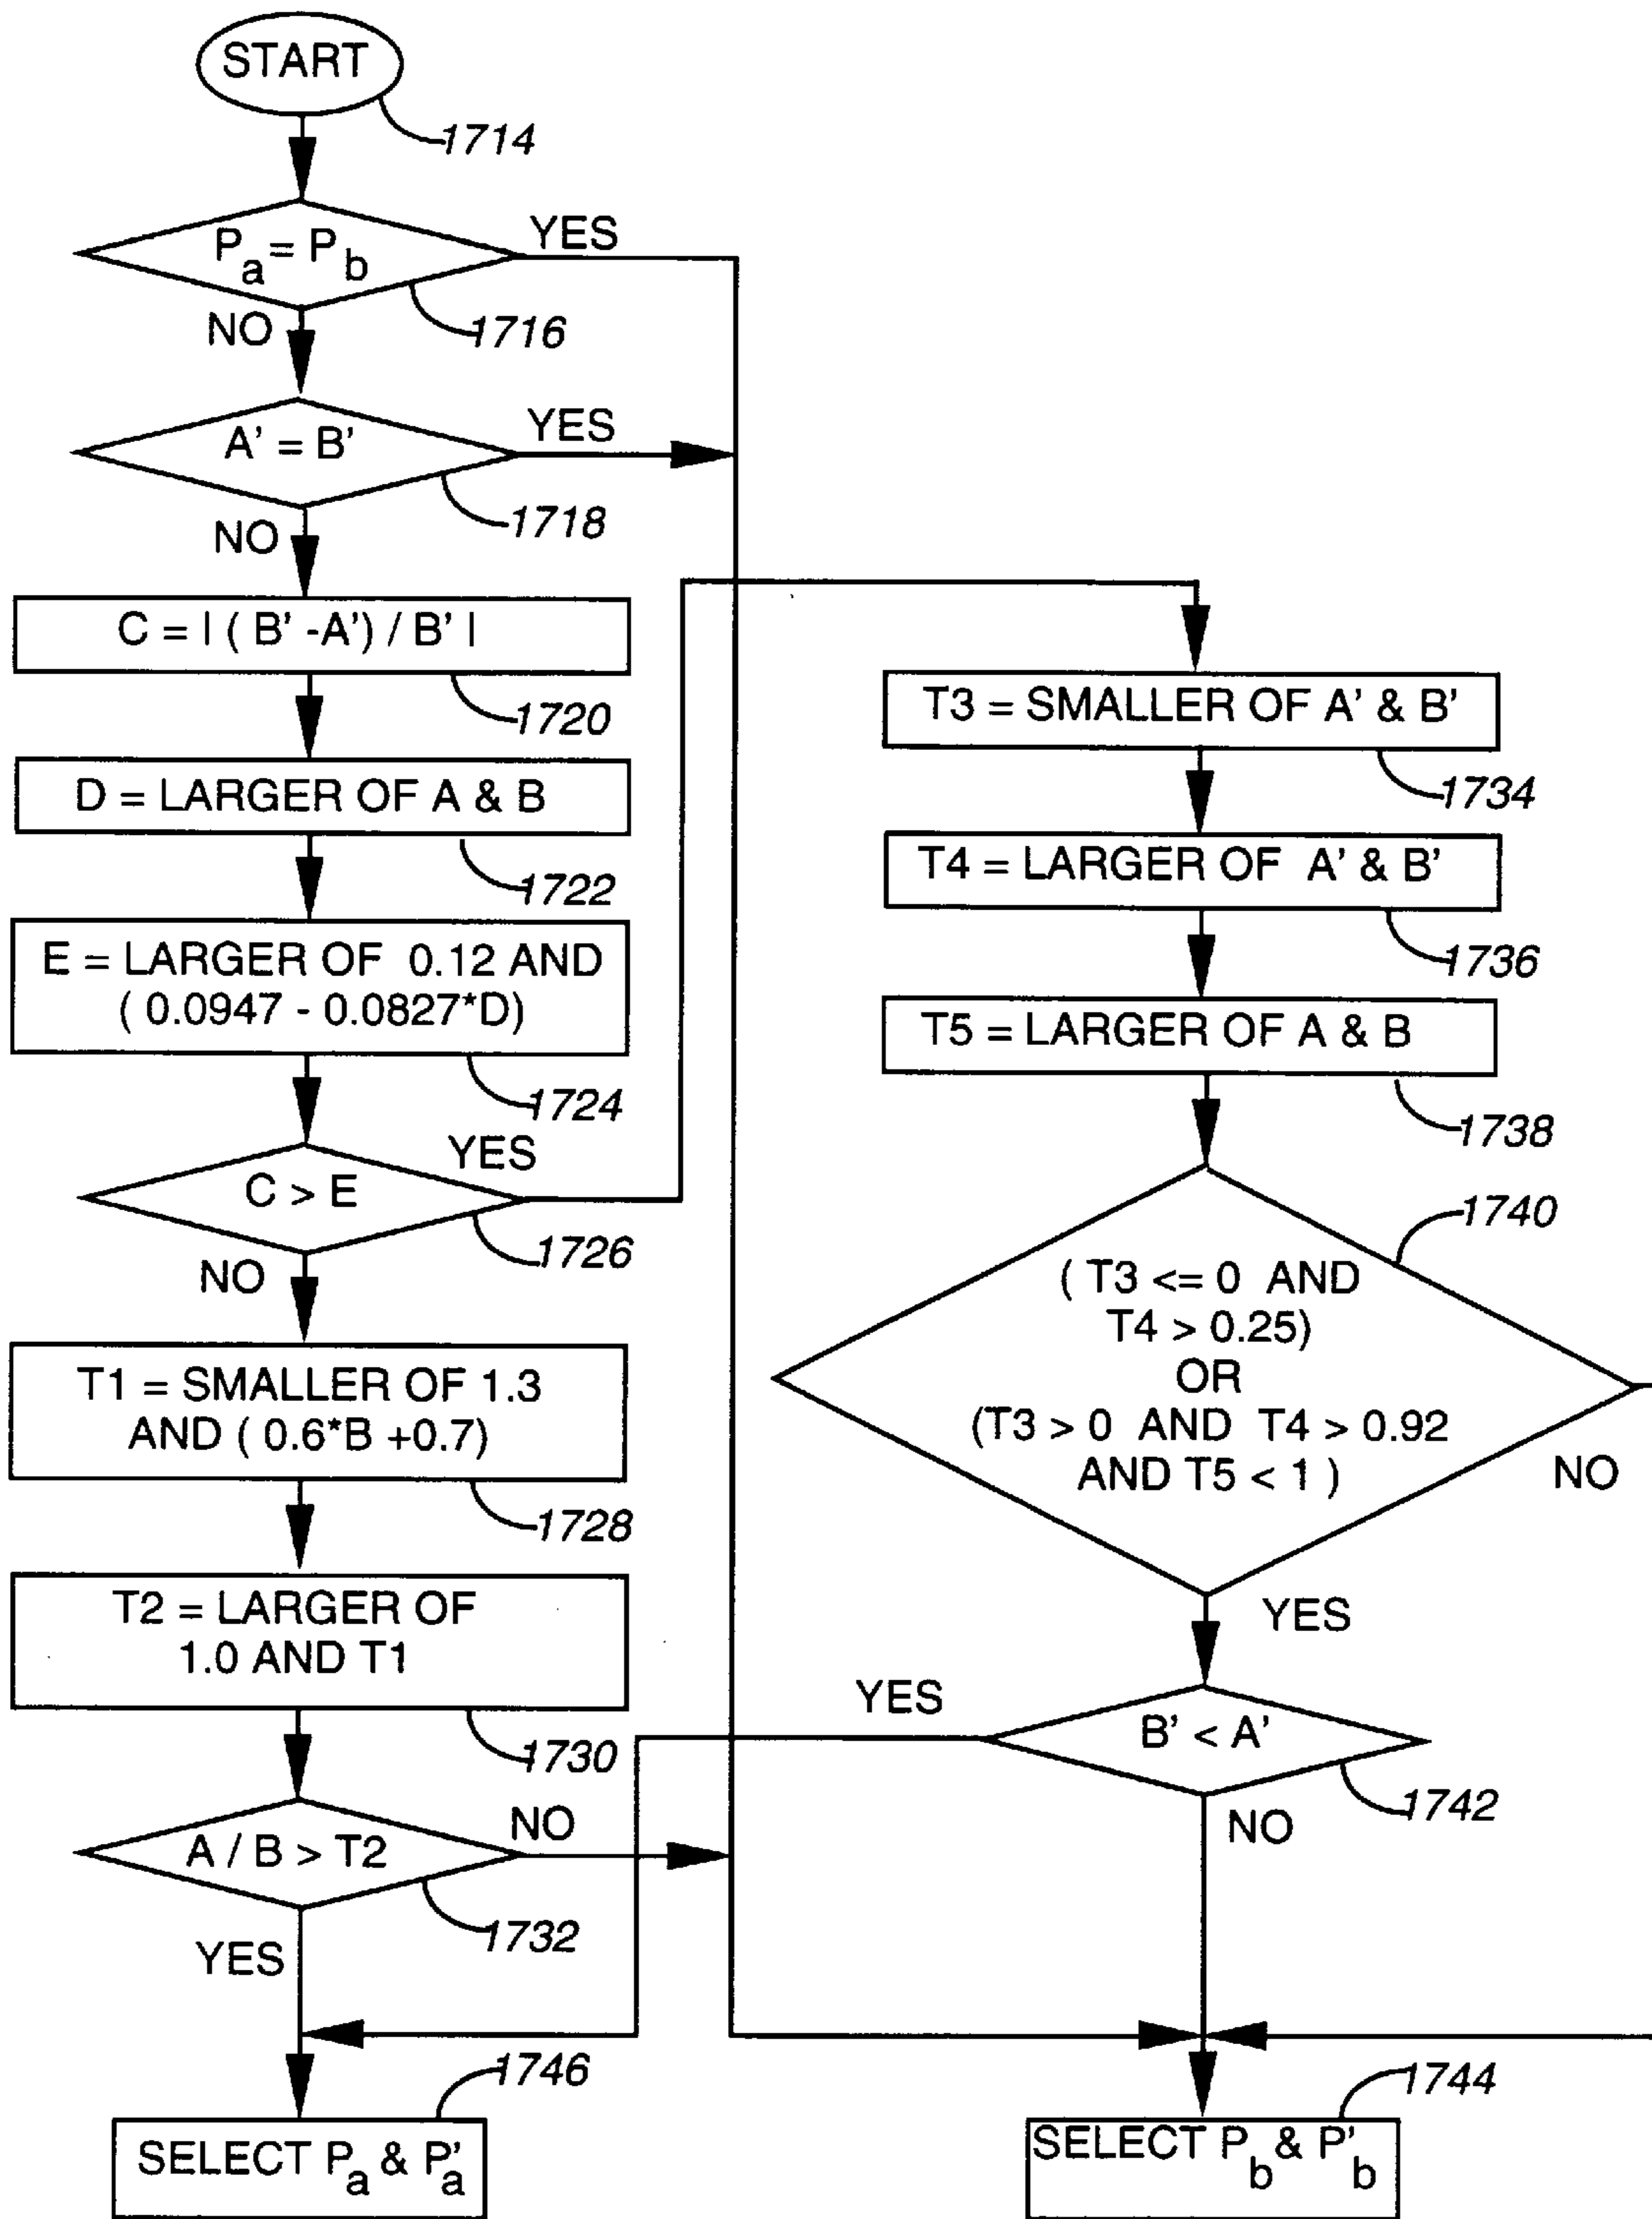 START
1714
Pa = Pb
YES
1716
NO
A' = B'
YES
1718
NO
C = | ( B' -A') / B' |
1720
D = LARGER OF A & B
1722
E = LARGER OF 0.12 AND
( 0.0947 - 0.0827*D)
1724
C > E
YES
1726
NO
T1 = SMALLER OF 1.3
AND ( 0.6*B +0.7)
1728
T2 = LARGER OF
1.0 AND T1
1730
A / B > T2
NO
1732
YES
1746
SELECT Pa & P'a
T3 = SMALLER OF A' & B'
1734
T4 = LARGER OF A' & B'
1736
T5 = LARGER OF A & B
1738
1740
( T3 <= 0 AND
T4 > 0.25)
OR
(T3 > 0 AND T4 > 0.92
AND T5 < 1 )
NO
YES
YES
B' < A'
1742
NO
1744
SELECT Pb & P'b